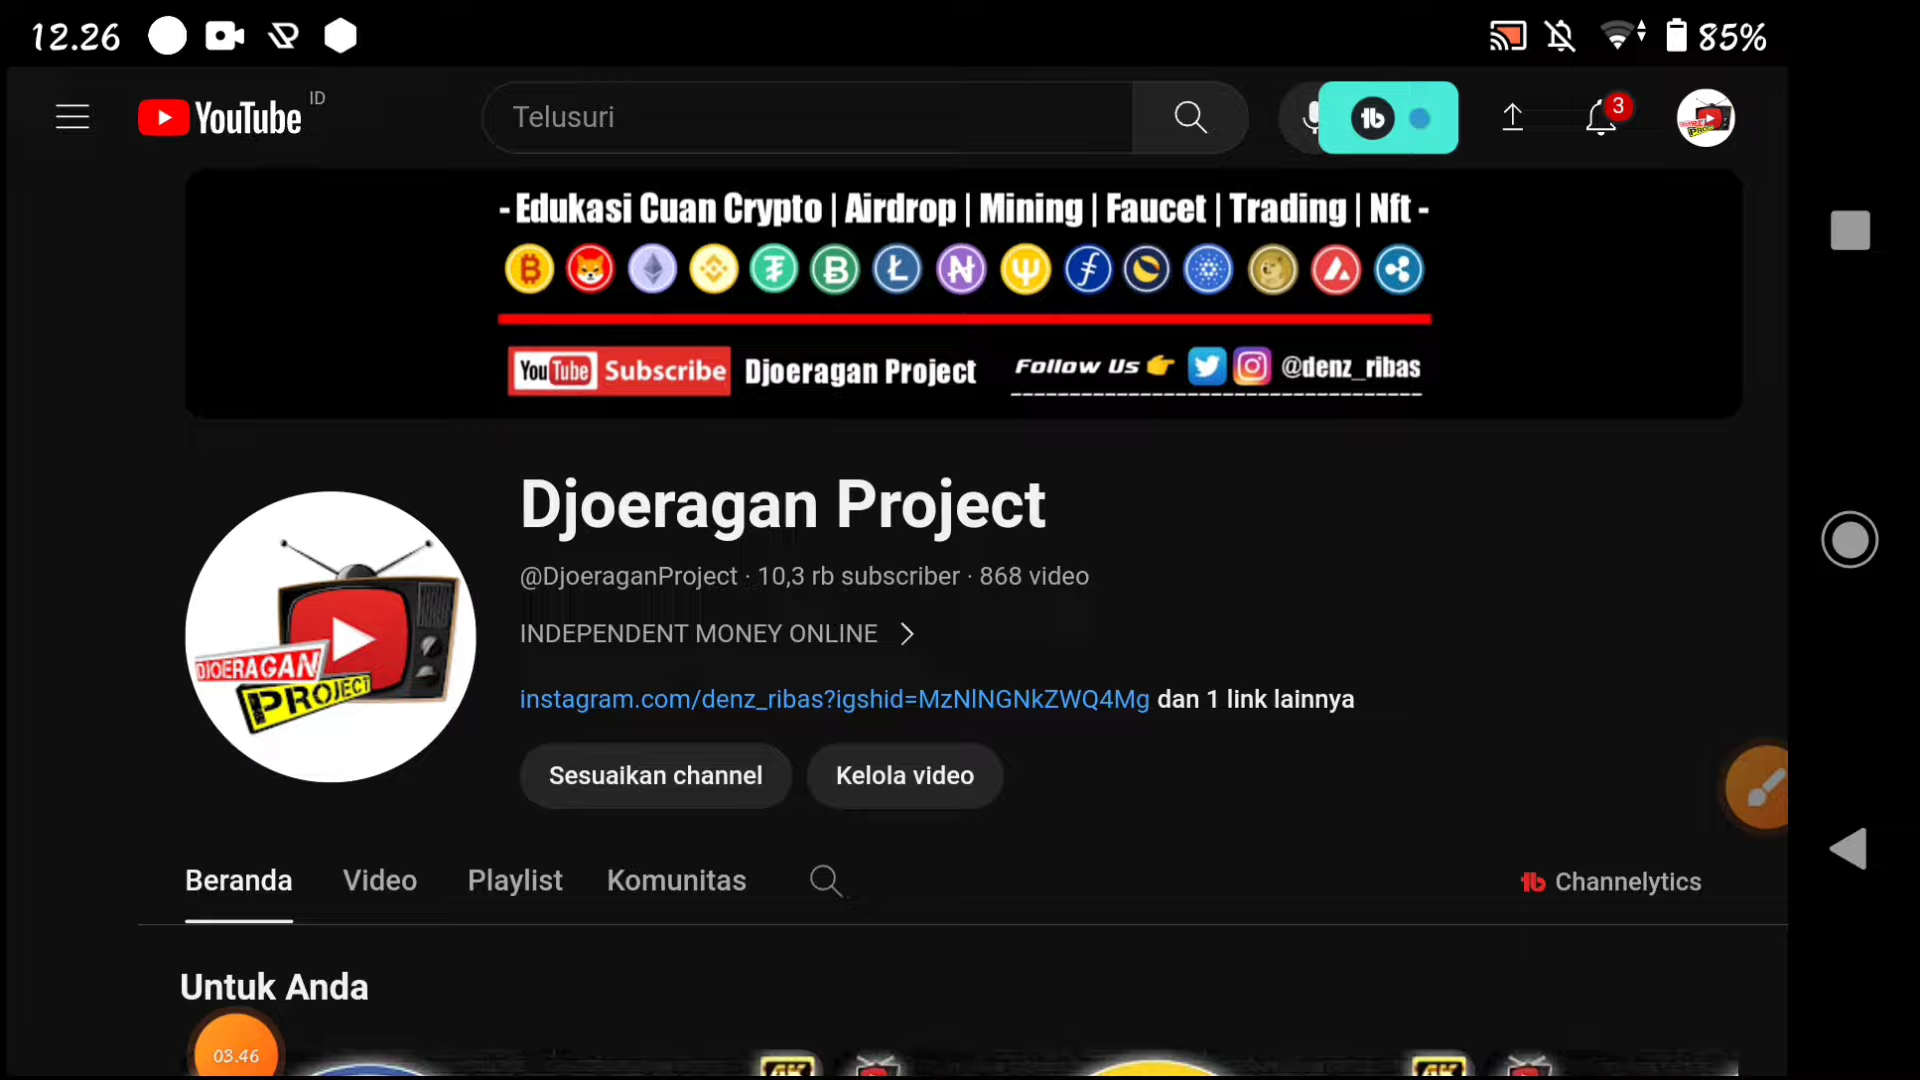 12.26
85%
YouTube ID
Telusuri
3
- Edukasi Cuan Crypto | Airdrop | Mining | Faucet | Trading | Nft -
YouTube Subscribe Djoeragan Project Follow Us @denz_ribas
Djoeragan Project
@DjoeraganProject · 10,3 rb subscriber · 868 video
INDEPENDENT MONEY ONLINE
DJOERAGAN
PROJECT
instagram.com/denz_ribas?igshid=MzNlNGNkZWQ4Mg dan 1 link lainnya
Sesuaikan channel Kelola video
Beranda Video Playlist Komunitas Channelytics
Untuk Anda
03.46